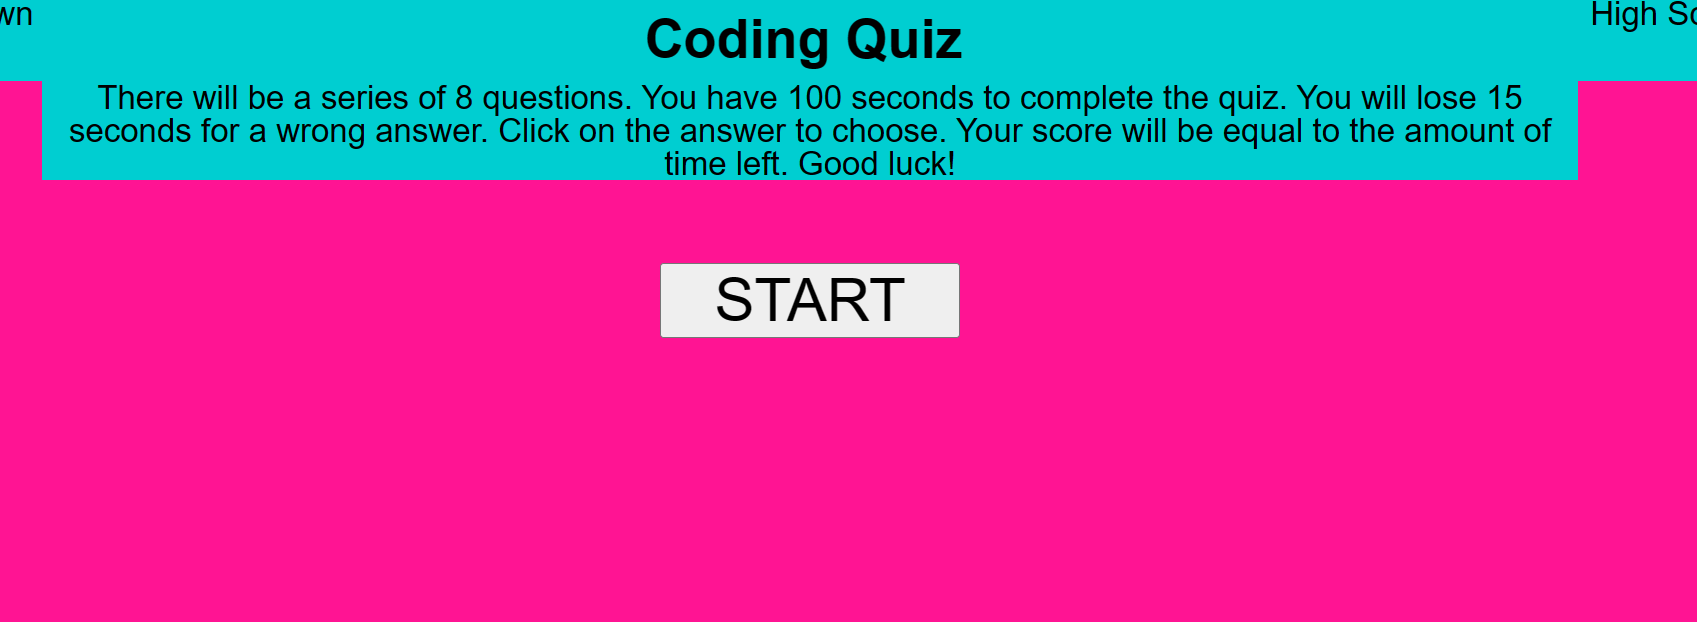 Coding Quiz
High
There will be a series of 8 questions. You have 100 seconds to complete the quiz. You will lose 15
seconds for a wrong answer. Click on the answer to choose. Your score will be equal to the amount of
time left. Good luck!
START